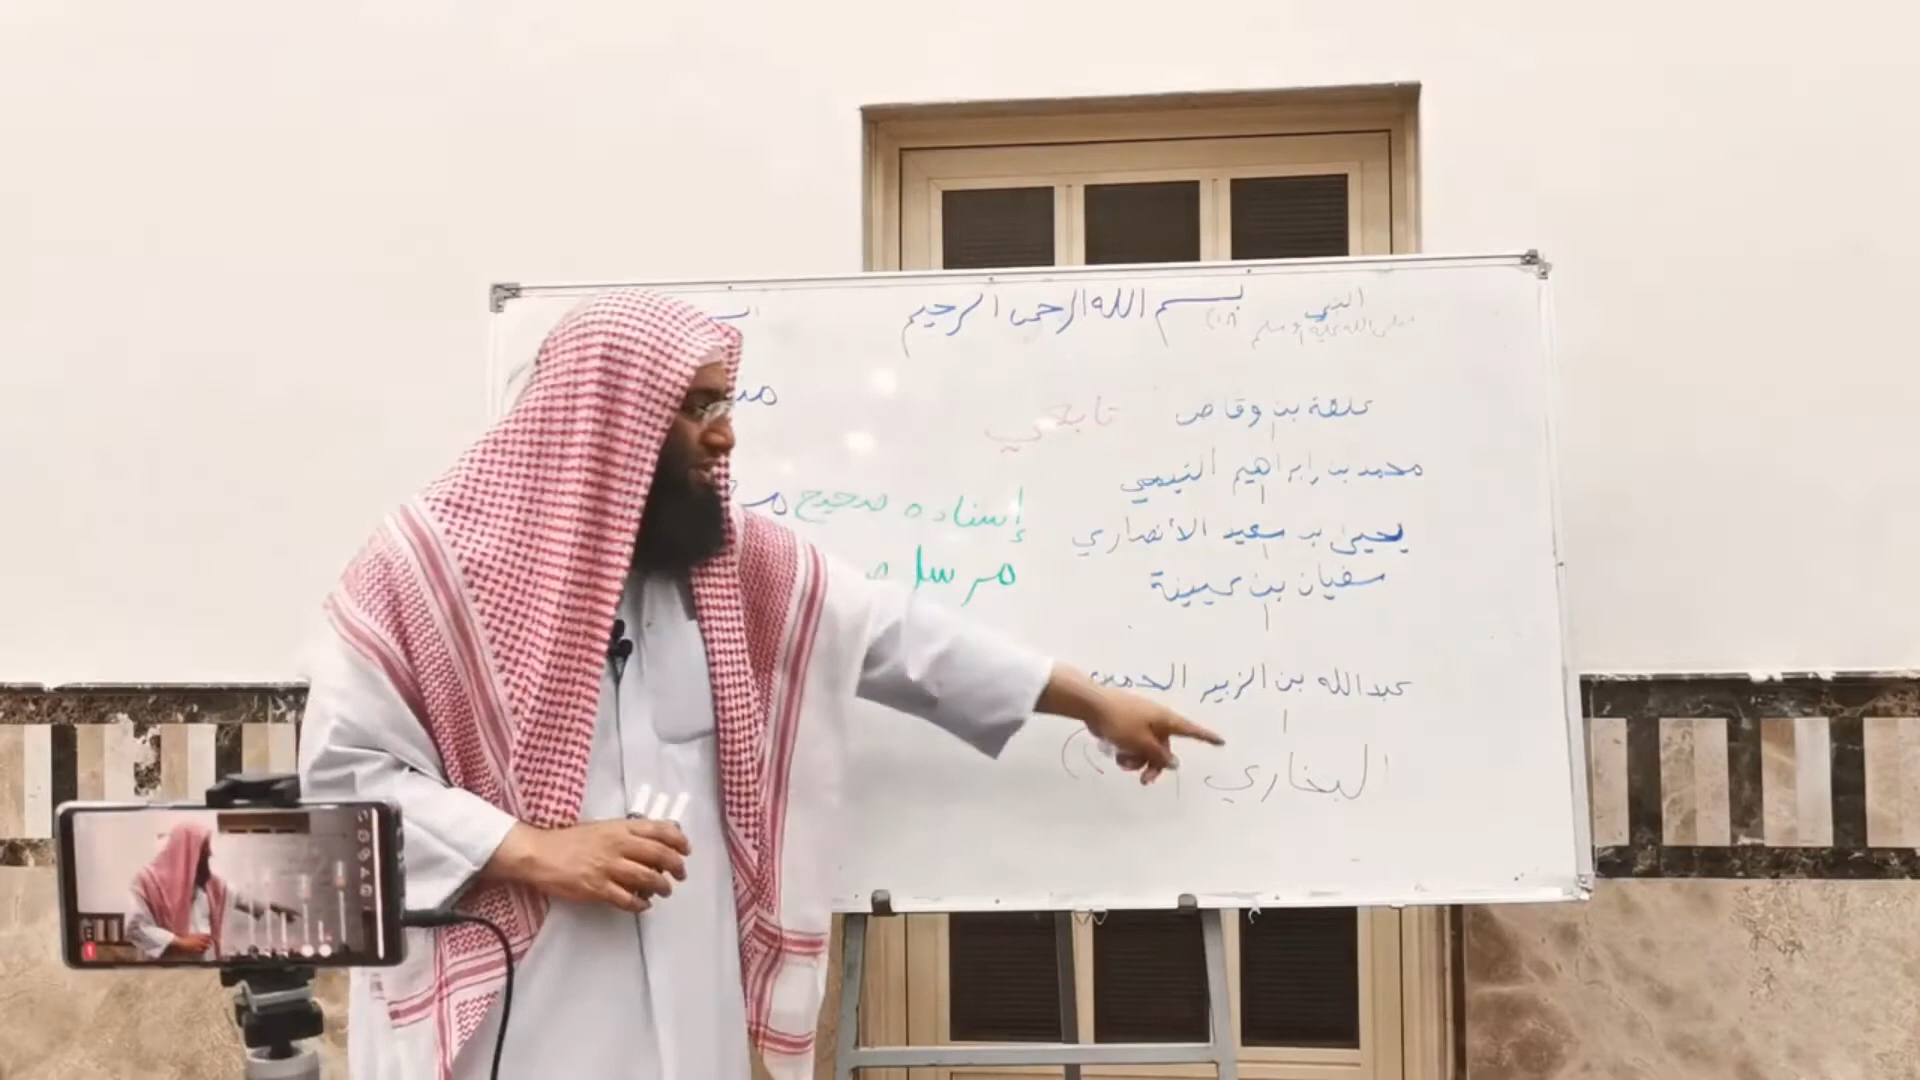 بسم الله الرحمن الرحيم
النبي
صلى الله عليه وسلم
علقمة بن وقاص
تابعي
محمد بن إبراهيم التيمي
إسناده صحيح
يحيى بن سعيد الأنصاري
مرسل
سفيان بن عيينة
عبدالله بن الزبير
البخاري